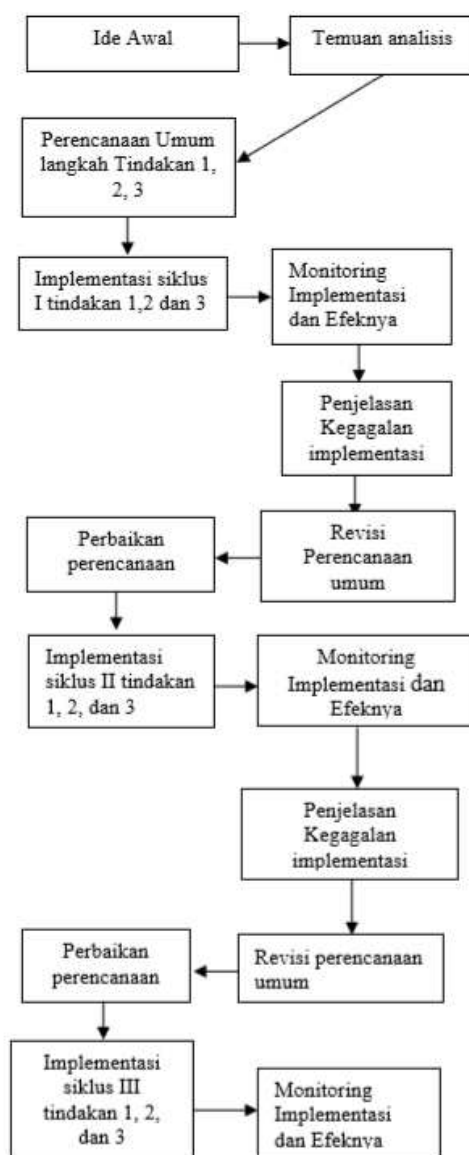 Ide Awal
Temuan analisis
Perencanaan Umum
langkah Tindakan 1,
2, 3
Implementasi siklus
I tindakan 1,2 dan 3
Monitoring
Implementasi
dan Efeknya
Penjelasan
Kegagalan
implementasi
Revisi
Perencanaan
umum
Perbaikan
perencanaan
Implementasi
siklus II tindakan
1, 2, dan 3
Monitoring
Implementasi dan
Efeknya
Penjelasan
Kegagalan
implementasi
Revisi perencanaan
umum
Perbaikan
perencanaan
Implementasi
siklus III
tindakan 1, 2,
dan 3
Monitoring
Implementasi
dan Efeknya